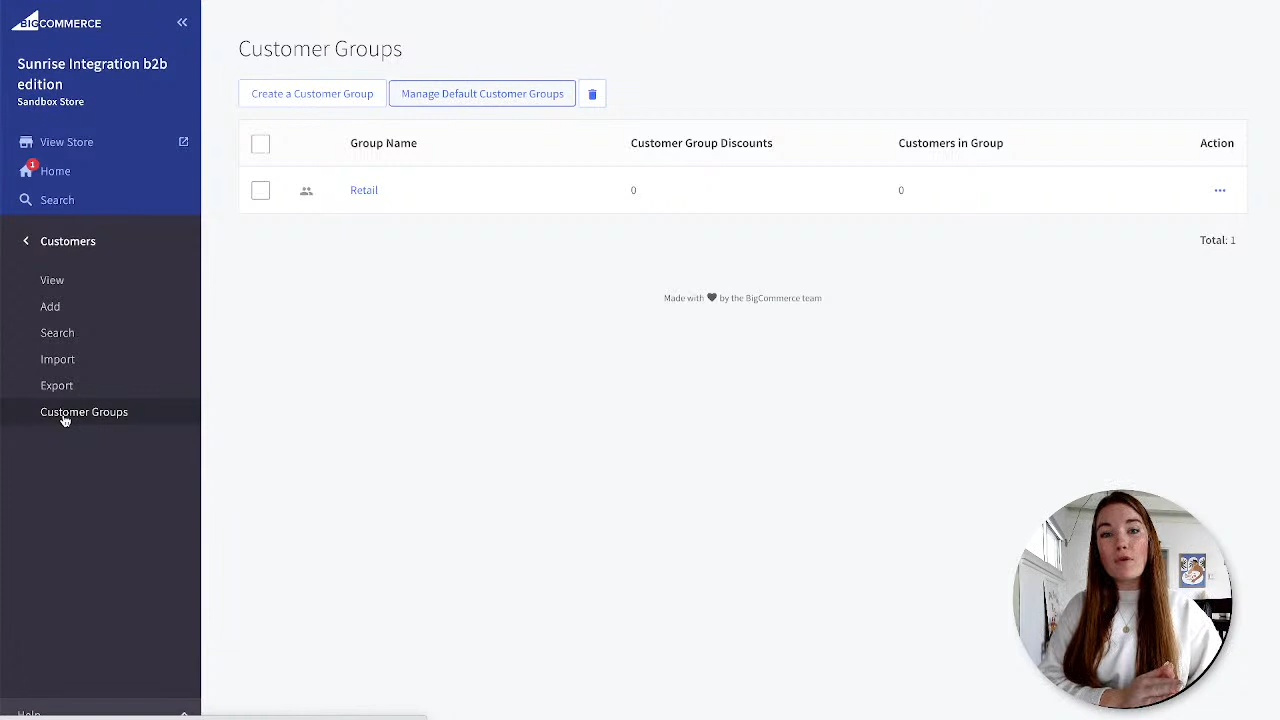 BIGCOMMERCE
Sunrise Integration b2b
edition
Sandbox Store
View Store
1
Home
Search
Customers
View
Add
Search
Import
Export
Customer Groups
Help
Customer Groups
Create a Customer Group
Manage Default Customer Groups
Group Name Customer Group Discounts Customers in Group Action
Retail 0 0
Total: 1
Made with ♥ by the BigCommerce team